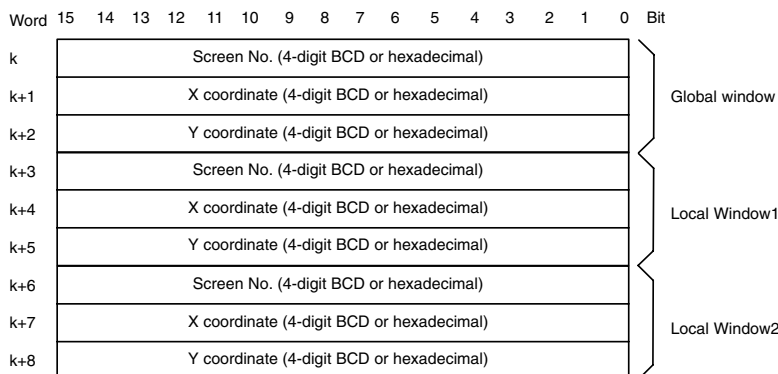 Word 15 14 13 12 11 10 9 8 7 6 5 4 3 2 1 0 Bit
k Screen No. (4-digit BCD or hexadecimal)
k+1 X coordinate (4-digit BCD or hexadecimal) Global window
k+2 Y coordinate (4-digit BCD or hexadecimal)
k+3 Screen No. (4-digit BCD or hexadecimal)
k+4 X coordinate (4-digit BCD or hexadecimal) Local Window1
k+5 Y coordinate (4-digit BCD or hexadecimal)
k+6 Screen No. (4-digit BCD or hexadecimal)
k+7 X coordinate (4-digit BCD or hexadecimal) Local Window2
k+8 Y coordinate (4-digit BCD or hexadecimal)